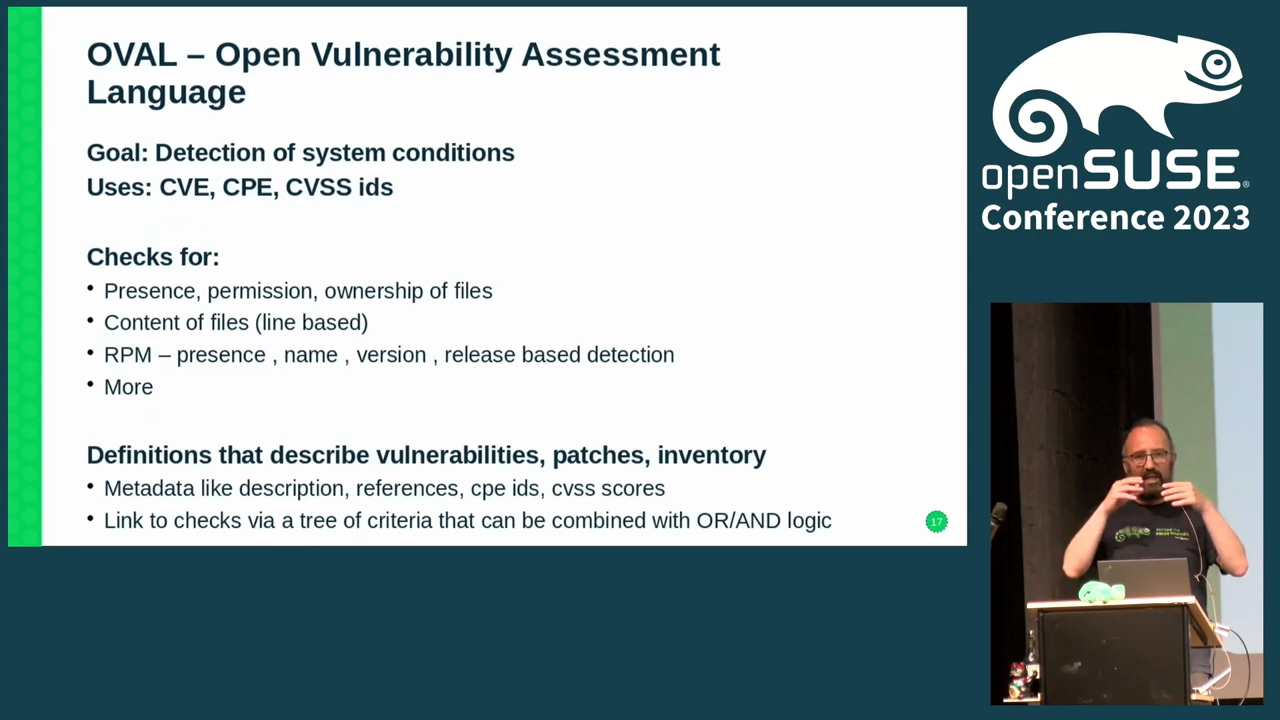 OVAL – Open Vulnerability Assessment
Language
Goal: Detection of system conditions
Uses: CVE, CPE, CVSS ids
Checks for:
• Presence, permission, ownership of files
• Content of files (line based)
• RPM – presence , name , version , release based detection
• More
Definitions that describe vulnerabilities, patches, inventory
• Metadata like description, references, cpe ids, cvss scores
• Link to checks via a tree of criteria that can be combined with OR/AND logic
17
openSUSE®
Conference 2023